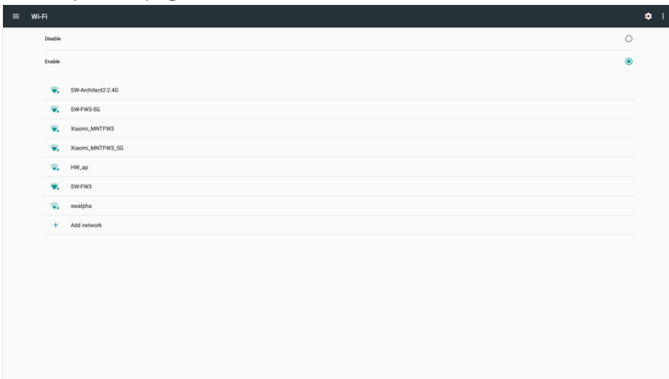 Wi-Fi
Disable
Enable
SW-Architect2-2.4G
SW-FW3-5G
Xiaomi_MNTFW3
Xiaomi_MNTFW3_5G
HW_ap
SW-FW3
swalpha
Add network